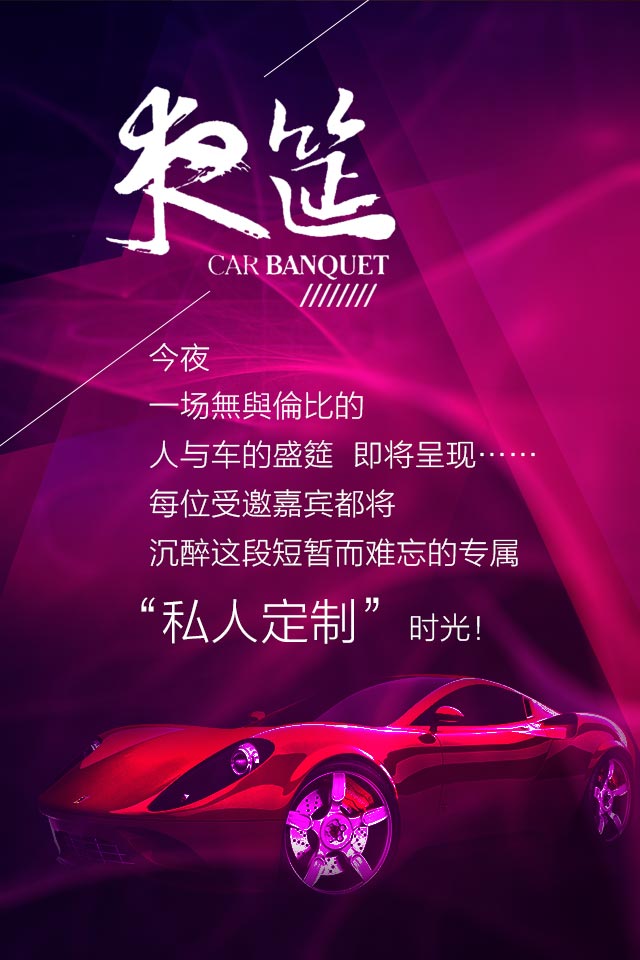 夜筵
CAR BANQUET
今夜
一场無與倫比的
人与车的盛筵 即将呈现……
每位受邀嘉宾都将
沉醉这段短暂而难忘的专属
“私人定制” 时光！